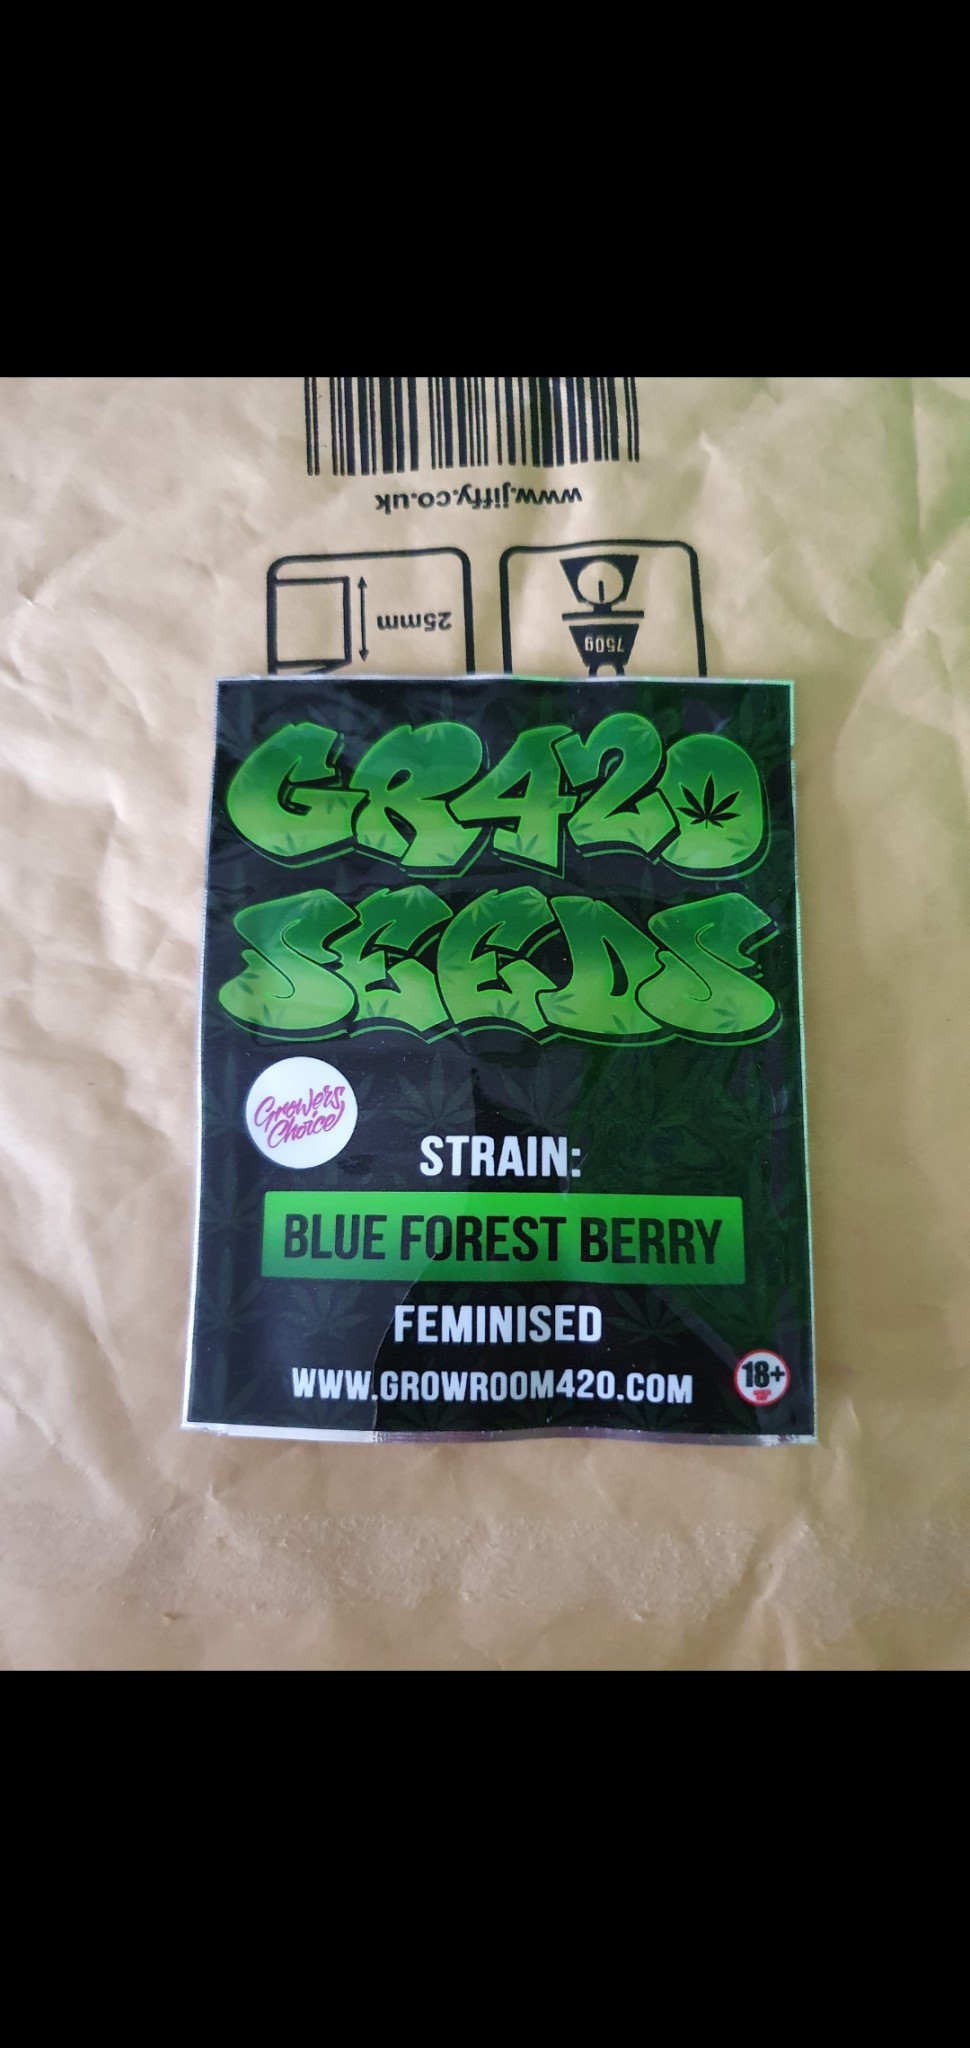 www.jiffy.co.uk
25mm
750g
GR420
SEEDS
Growers
Choice
STRAIN:
BLUE FOREST BERRY
FEMINISED
WWW.GROWROOM420.COM
18+